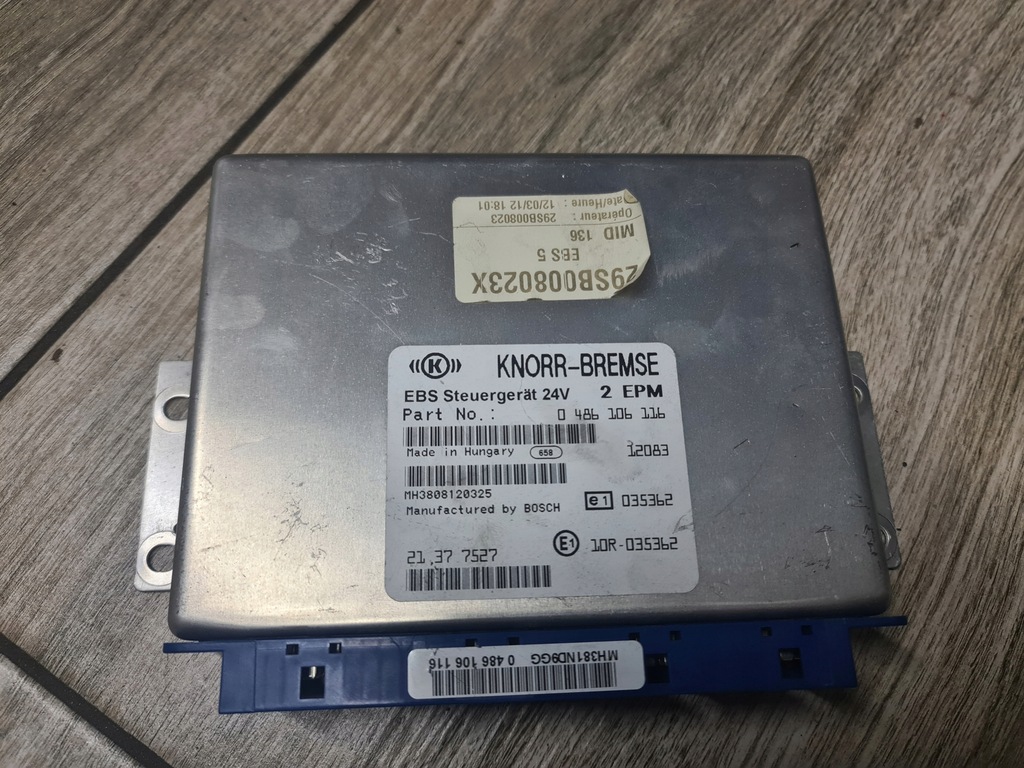 29SB008023X
EBS 5
MID 136
Opérateur : 29SB008023
Date/Heure : 12/03/12 18:01
((K)) KNORR-BREMSE
EBS Steuergerät 24V 2 EPM
Part No.: 0 486 106 116
Made in Hungary 658 12083
MH3808120325
Manufactured by BOSCH e1 035362
21.37 7527 E1 10R-035362
MH381ND9GG 0 486 106 116